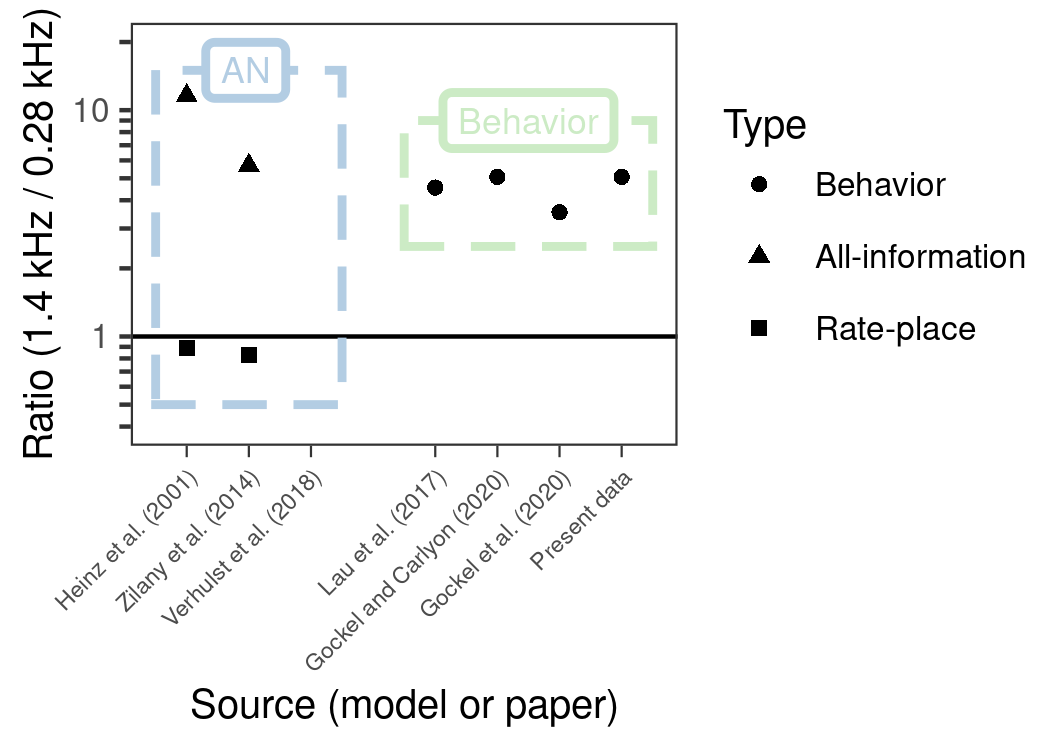 Ratio (1.4 kHz / 0.28 kHz)
10
1
AN
Behavior
Heinz et al. (2001)
Zilany et al. (2014)
Verhulst et al. (2018)
Lau et al. (2017)
Gockel and Carlyon (2020)
Gockel et al. (2020)
Present data
Source (model or paper)
Type
Behavior
All-information
Rate-place